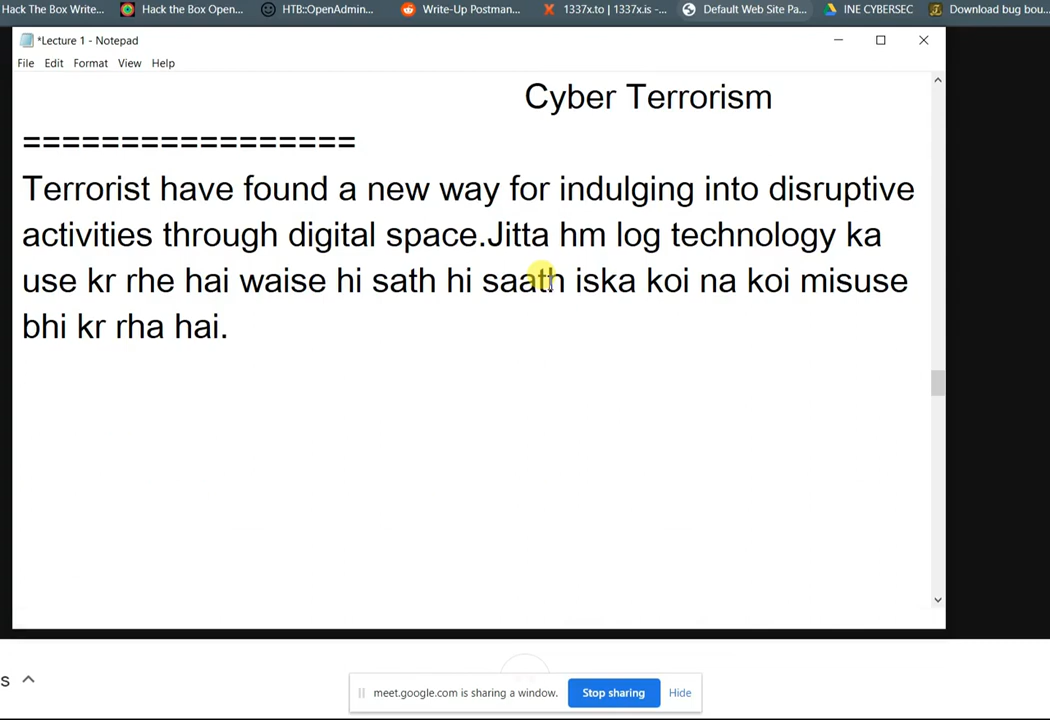 Hack The Box Write... Hack the Box Open... HTB::OpenAdmin... Write-Up Postman... 1337x.to | 1337x.is -... Default Web Site Pa... INE CYBERSEC Download bug bou...
*Lecture 1 - Notepad
File Edit Format View Help
Cyber Terrorism
=================
Terrorist have found a new way for indulging into disruptive
activities through digital space.Jitta hm log technology ka
use kr rhe hai waise hi sath hi saath iska koi na koi misuse
bhi kr rha hai.
s
meet.google.com is sharing a window. Stop sharing Hide